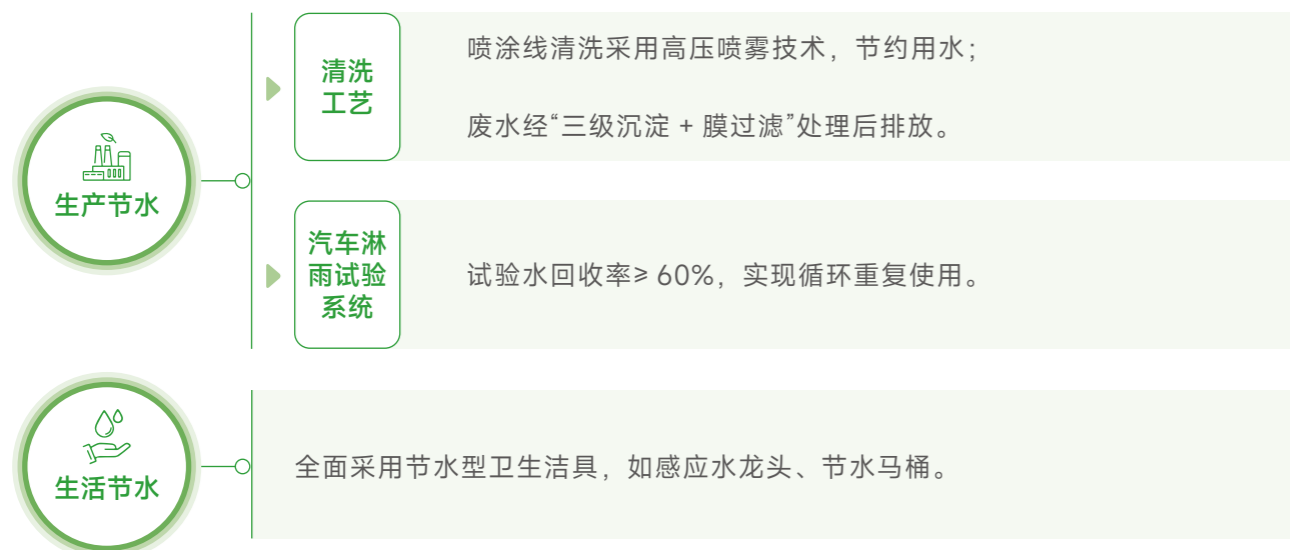 生产节水
清洗
工艺
喷涂线清洗采用高压喷雾技术，节约用水；
废水经“三级沉淀 + 膜过滤”处理后排放。
汽车淋
雨试验
系统
试验水回收率≥ 60%，实现循环重复使用。
生活节水
全面采用节水型卫生洁具，如感应水龙头、节水马桶。